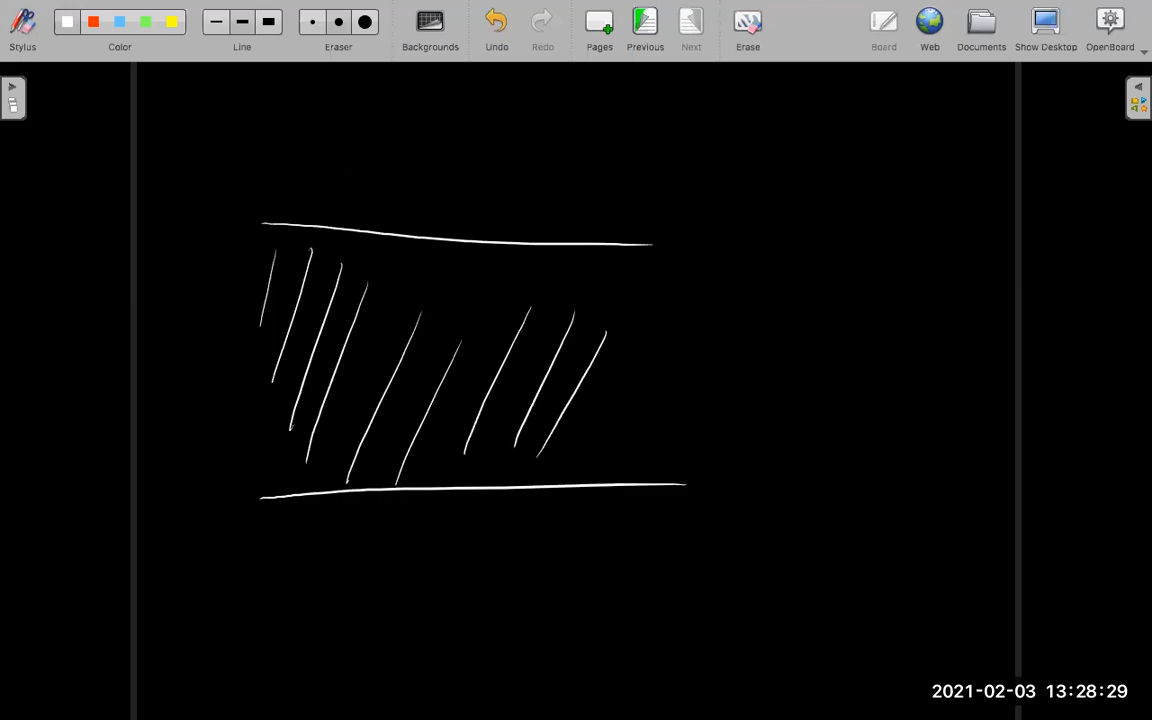 Stylus Color Line Eraser Backgrounds Undo Redo Pages Previous Next Erase Board Web Documents Show Desktop OpenBoard
2021-02-03 13:28:29